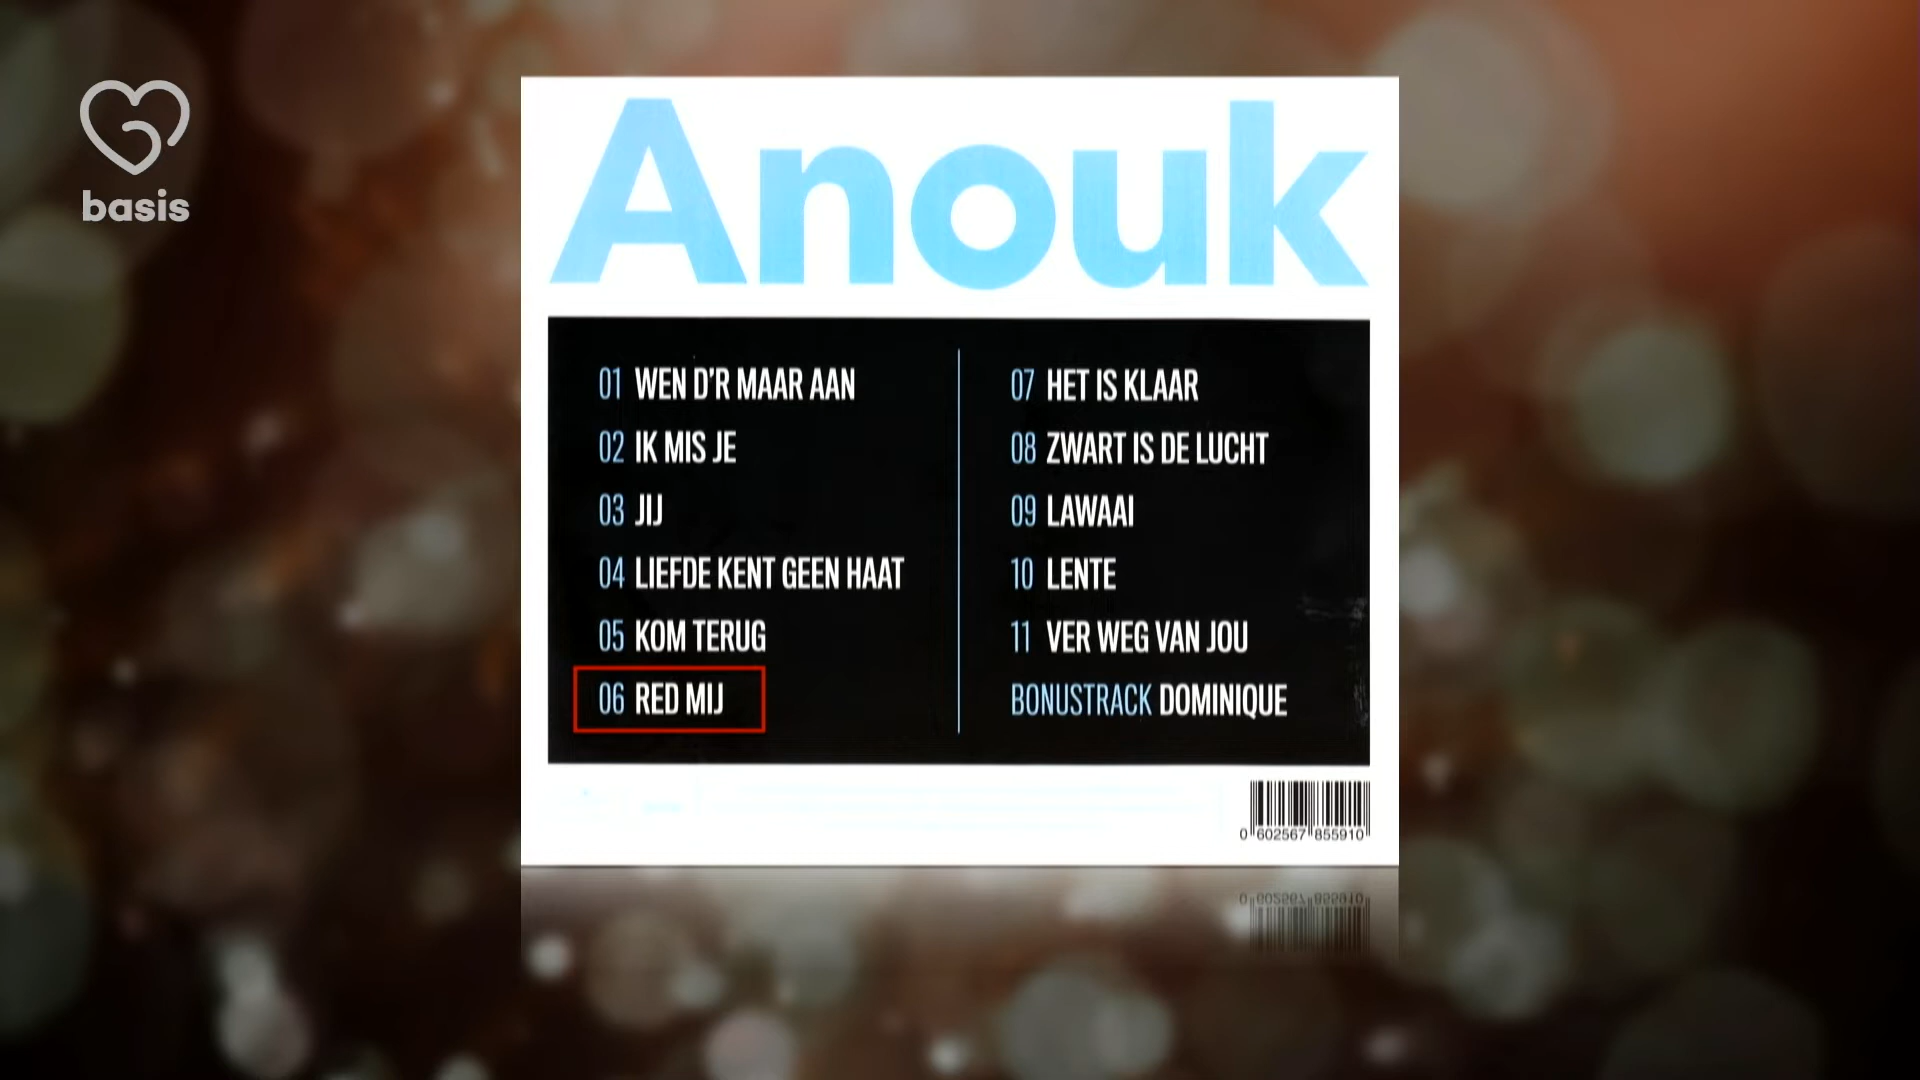 basis
Anouk
01 WEN D'R MAAR AAN
02 IK MIS JE
03 JIJ
04 LIEFDE KENT GEEN HAAT
05 KOM TERUG
06 RED MIJ
07 HET IS KLAAR
08 ZWART IS DE LUCHT
09 LAWAAI
10 LENTE
11 VER WEG VAN JOU
BONUSTRACK DOMINIQUE
0 602567 855910